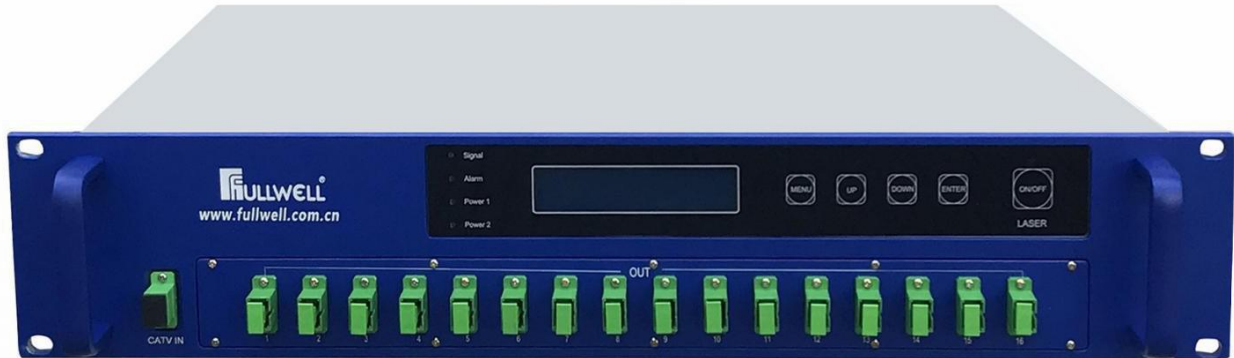 Signal
Alarm
Power 1
Power 2
FULLWELL®
www.fullwell.com.cn
MENU UP DOWN ENTER ON/OFF
LASER
OUT
CATV IN
1 2 3 4 5 6 7 8 9 10 11 12 13 14 15 16